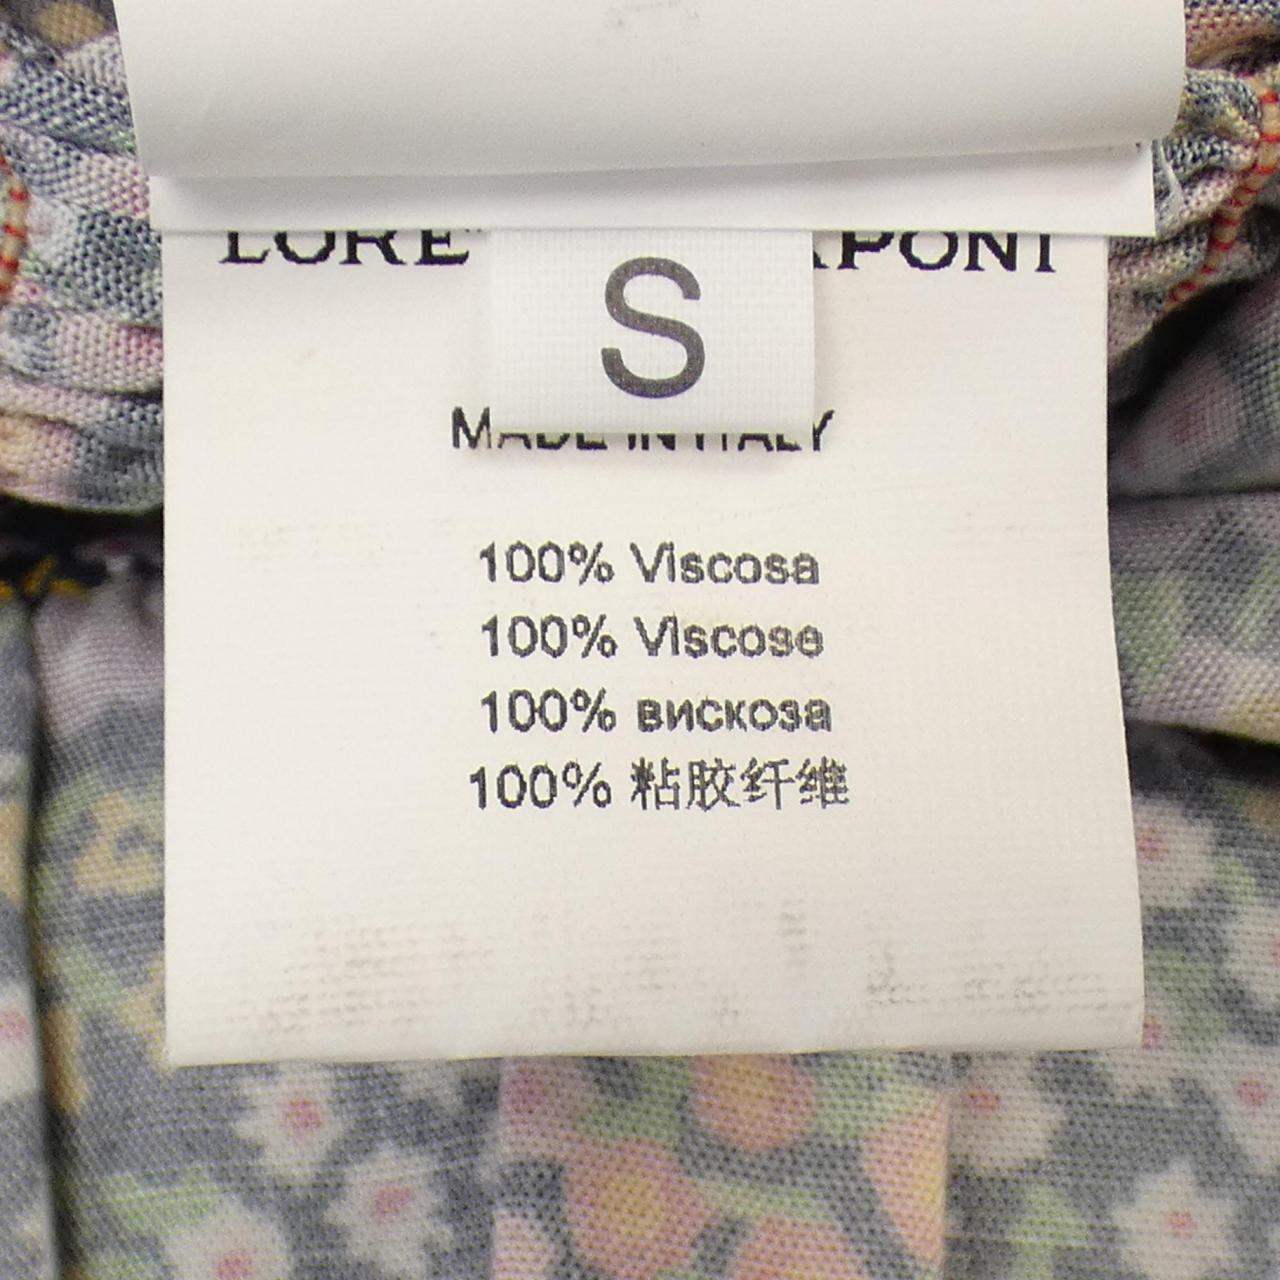 S
MADE IN ITALY
100% Viscosa
100% Viscose
100% вискоза
100% 粘胶纤维